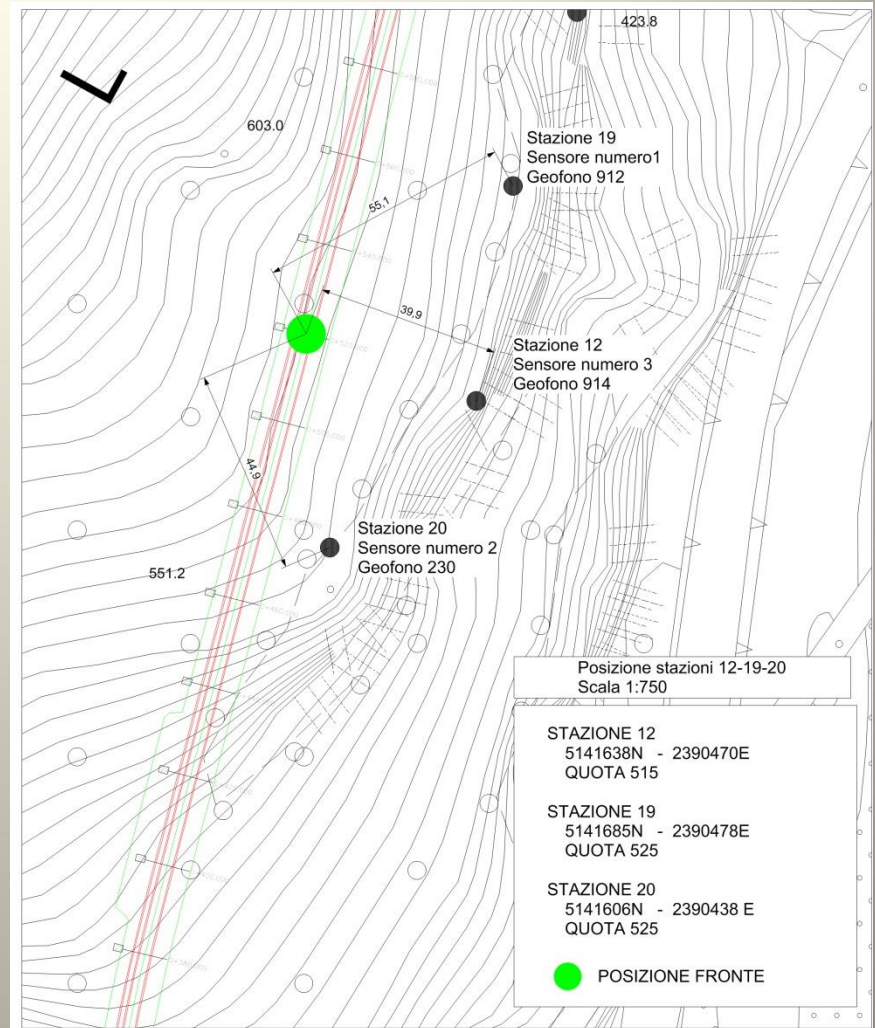 423.8
603.0
Stazione 19
Sensore numero1
Geofono 912
55,1
39,9
Stazione 12
Sensore numero 3
Geofono 914
44,9
Stazione 20
Sensore numero 2
Geofono 230
551.2
Posizione stazioni 12-19-20
Scala 1:750
STAZIONE 12
5141638N - 2390470E
QUOTA 515
STAZIONE 19
5141685N - 2390478E
QUOTA 525
STAZIONE 20
5141606N - 2390438 E
QUOTA 525
POSIZIONE FRONTE